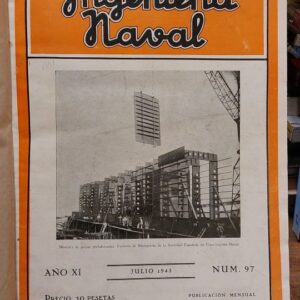 Ingeniería
Naval
AÑO XI
JULIO 1943
NUM. 97
PRECIO: 10 PESETAS
PUBLICACIÓN MENSUAL